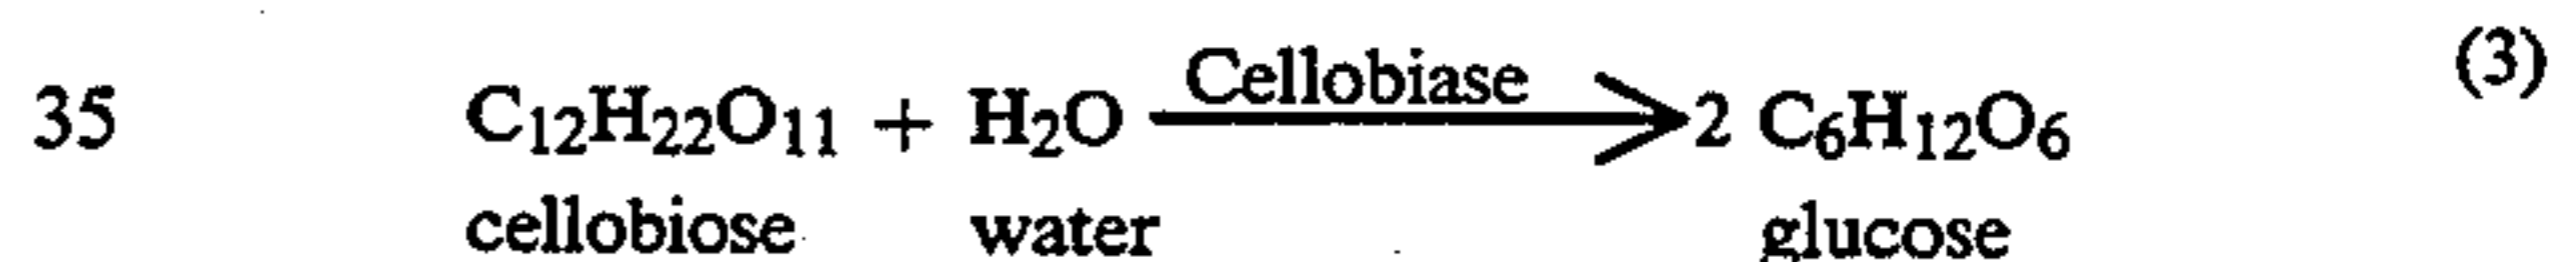 35 C₁₂H₂₂O₁₁ + H₂O Cellobiase 2 C₆H₁₂O₆ (3)
cellobiose water glucose